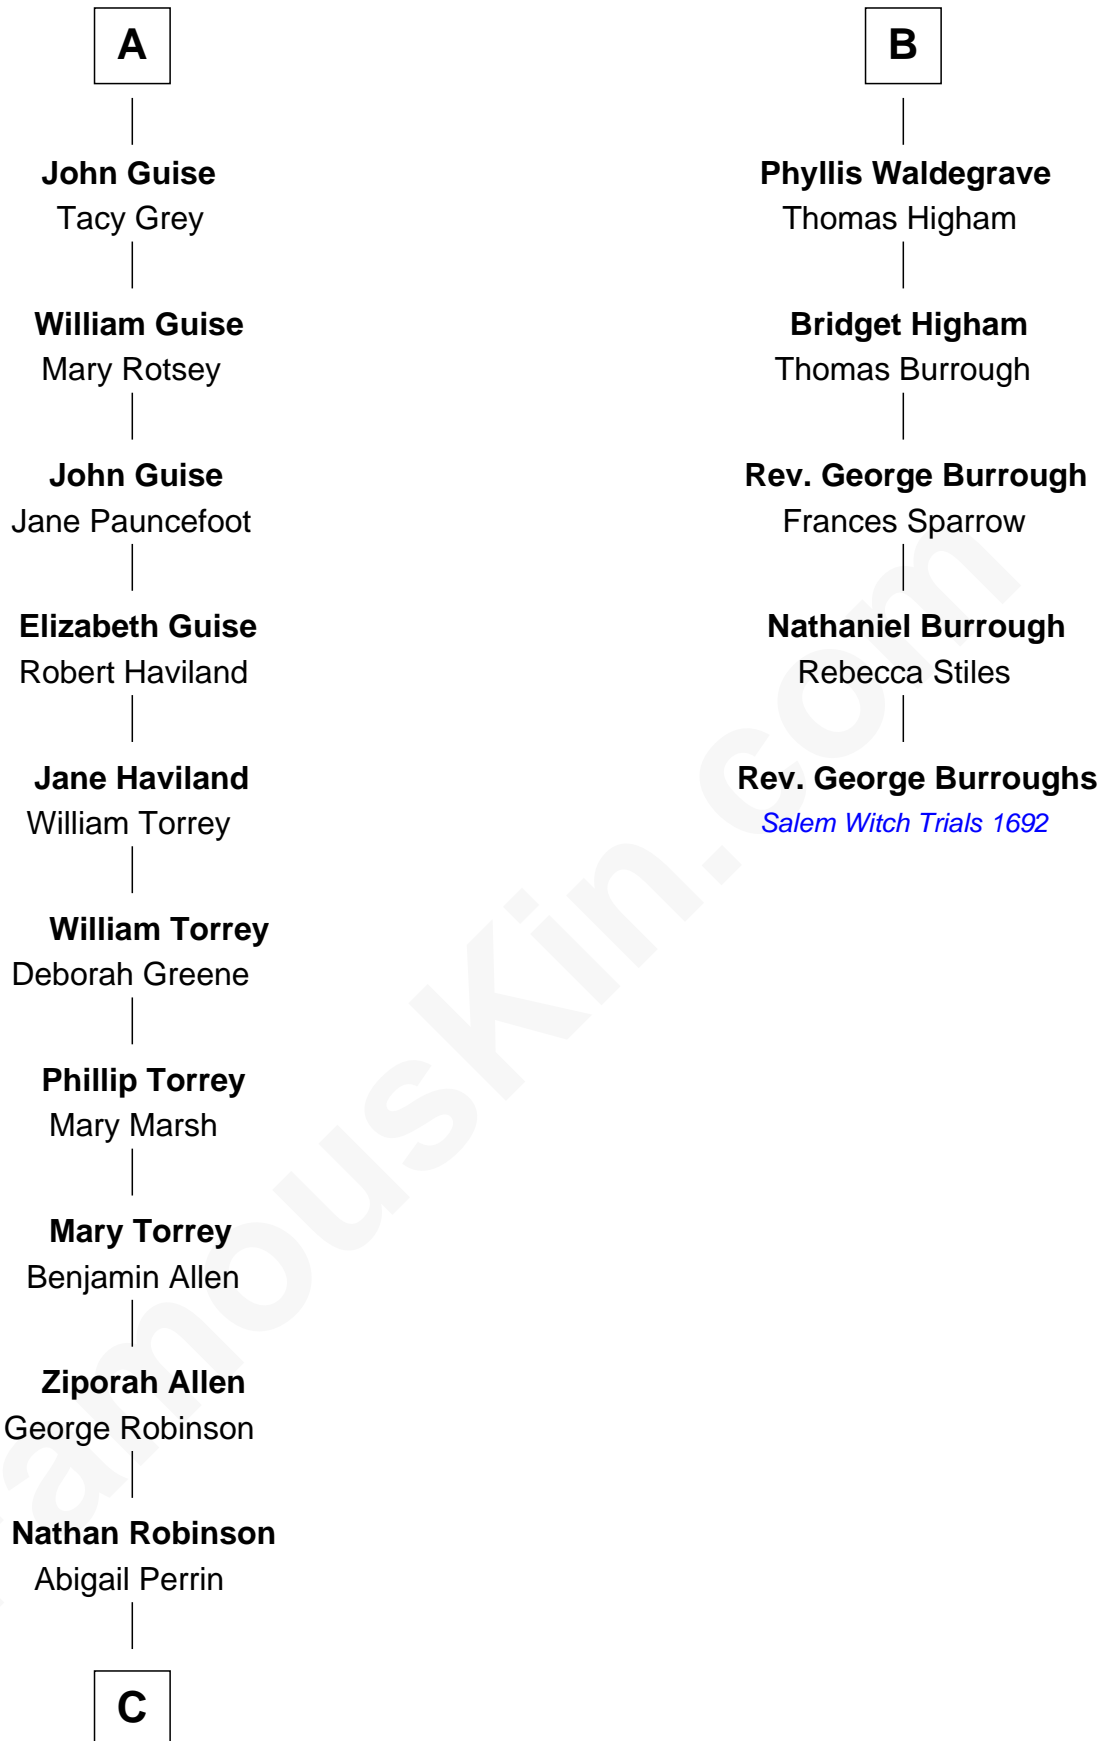 A
John Guise
Tacy Grey
William Guise
Mary Rotsey
John Guise
Jane Pauncefoot
Elizabeth Guise
Robert Haviland
Jane Haviland
William Torrey
William Torrey
Deborah Greene
Phillip Torrey
Mary Marsh
Mary Torrey
Benjamin Allen
Ziporah Allen
George Robinson
Nathan Robinson
Abigail Perrin
C
B
Phyllis Waldegrave
Thomas Higham
Bridget Higham
Thomas Burrough
Rev. George Burrough
Frances Sparrow
Nathaniel Burrough
Rebecca Stiles
Rev. George Burroughs
Salem Witch Trials 1692
FamousKin.com